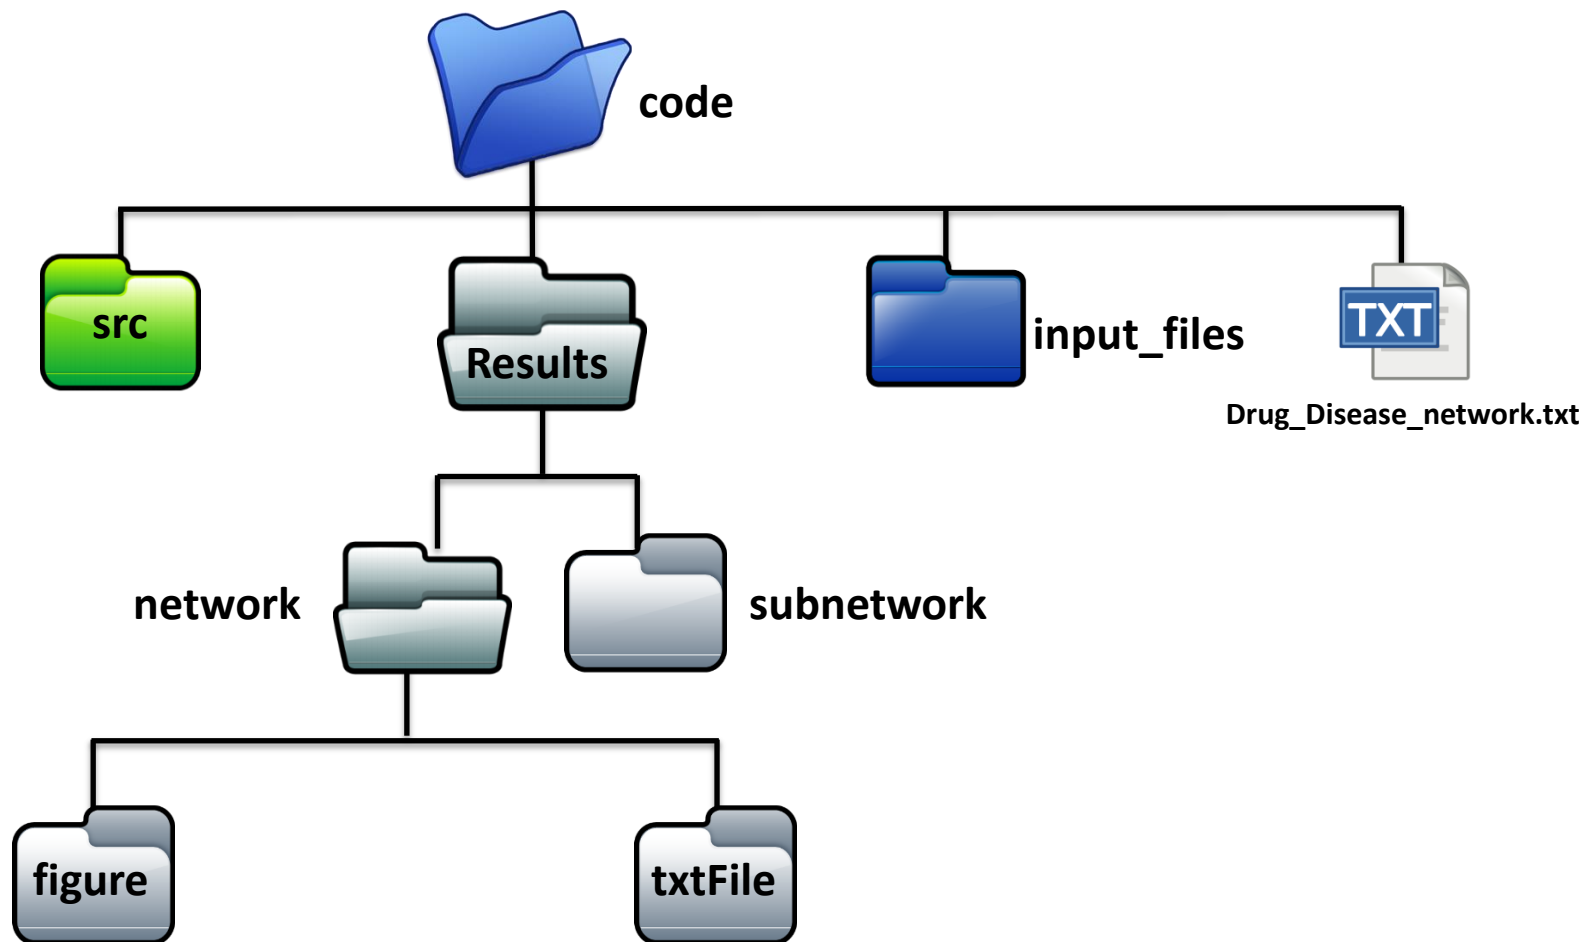 code
src
Results
input_files
TXT
Drug_Disease_network.txt
network
subnetwork
figure
txtFile